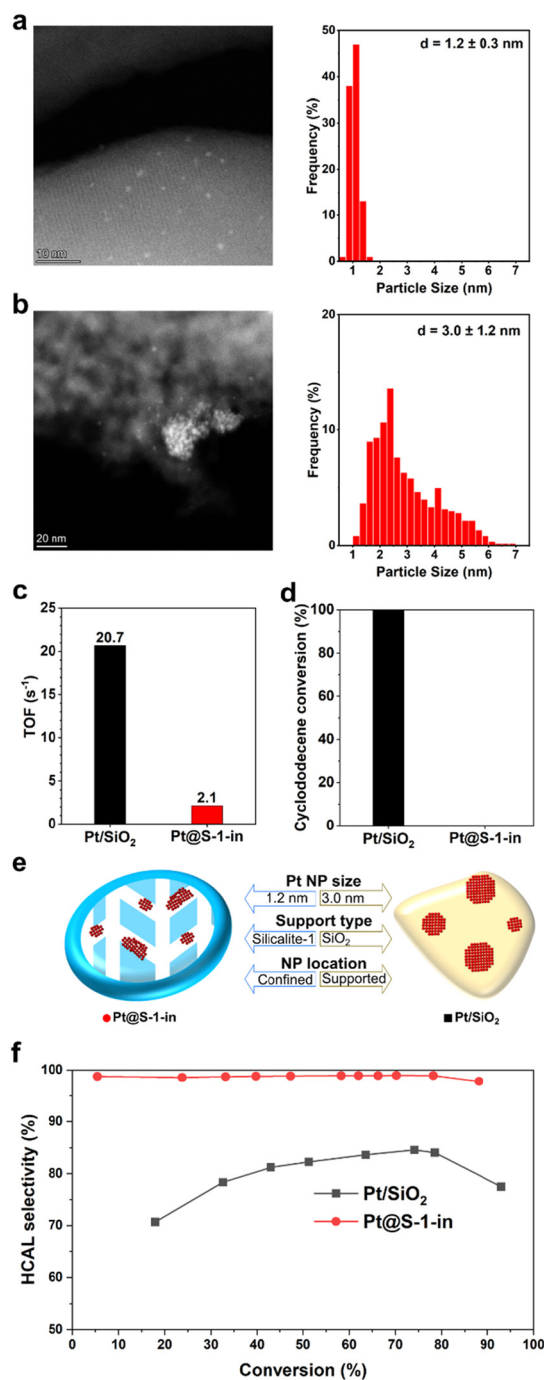 a
10 nm
d = 1.2 ± 0.3 nm
Frequency (%)
50
40
30
20
10
0
1 2 3 4 5 6 7
Particle Size (nm)
b
20 nm
d = 3.0 ± 1.2 nm
Frequency (%)
20
10
0
1 2 3 4 5 6 7
Particle Size (nm)
c
TOF (s⁻¹)
25
20
15
10
5
0
20.7
2.1
Pt/SiO₂ Pt@S-1-in
d
Cyclododecene conversion (%)
100
80
60
40
20
0
Pt/SiO₂ Pt@S-1-in
e
Pt NP size
1.2 nm 3.0 nm
Support type
Silicalite-1 SiO₂
NP location
Confined Supported
Pt@S-1-in
Pt/SiO₂
f
HCAL selectivity (%)
100
90
80
70
60
50
Pt/SiO₂
Pt@S-1-in
0 10 20 30 40 50 60 70 80 90 100
Conversion (%)